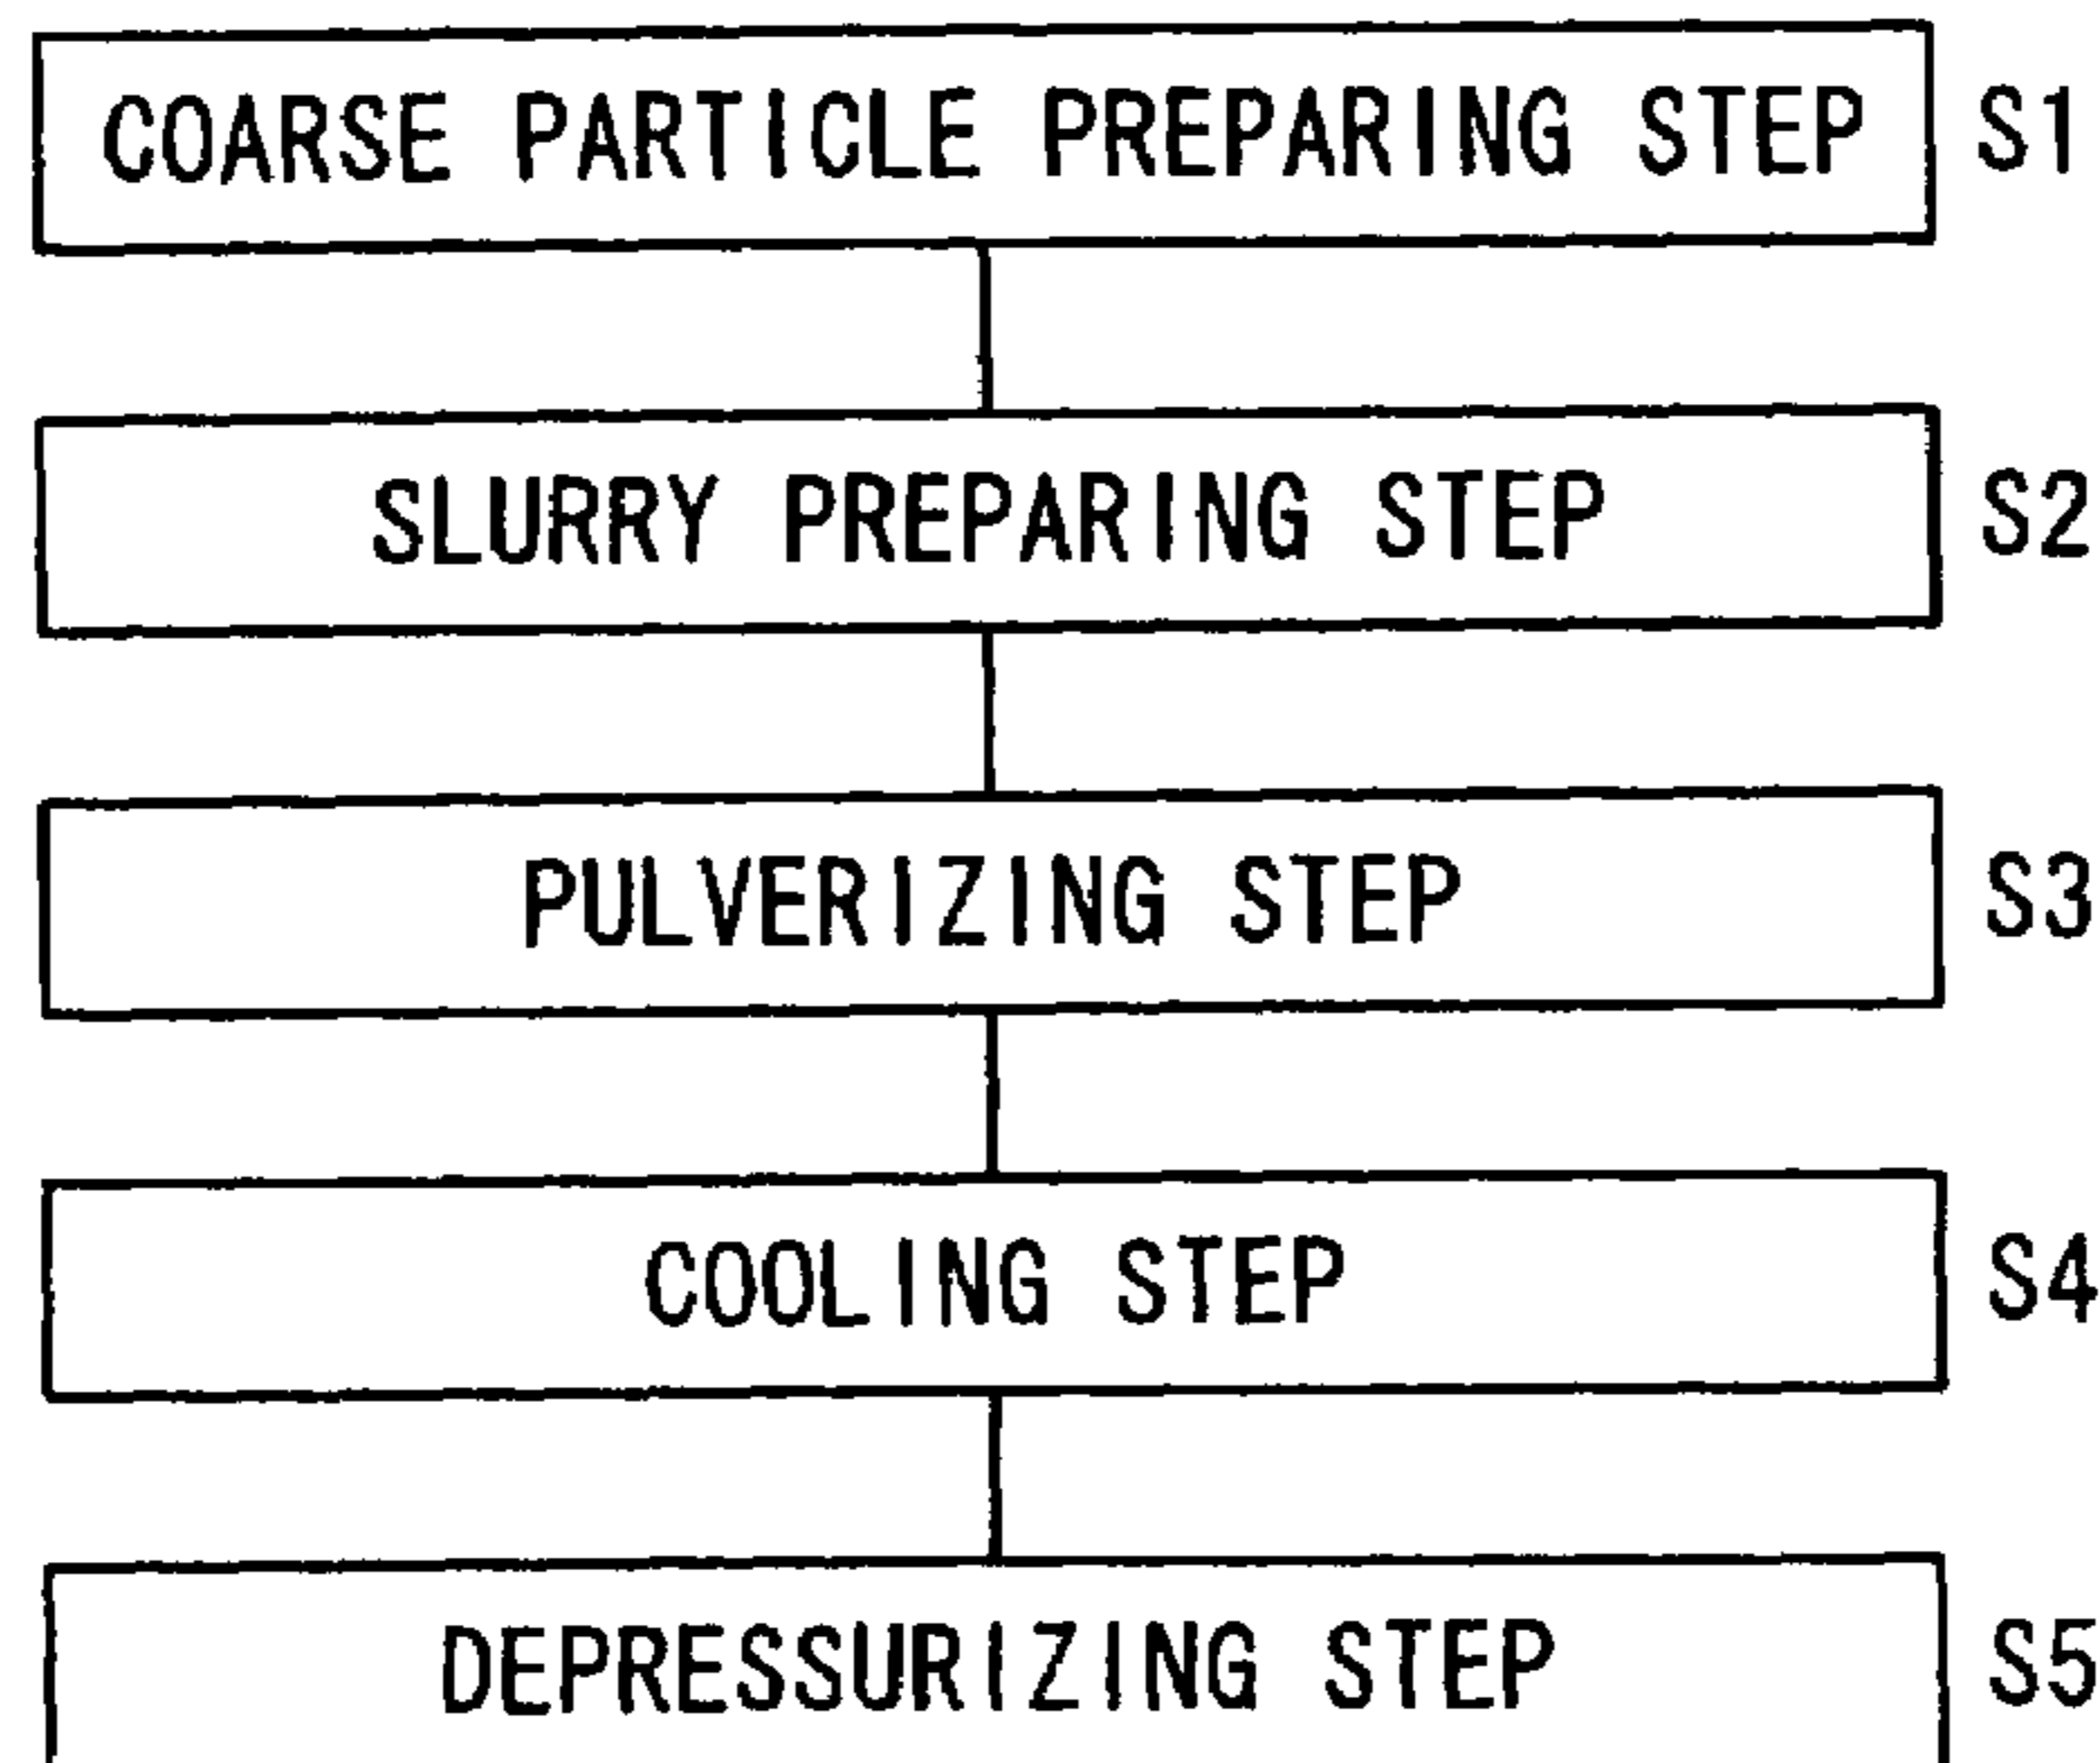 COARSE PARTICLE PREPARING STEP S1
SLURRY PREPARING STEP S2
PULVERIZING STEP S3
COOLING STEP S4
DEPRESSURIZING STEP S5